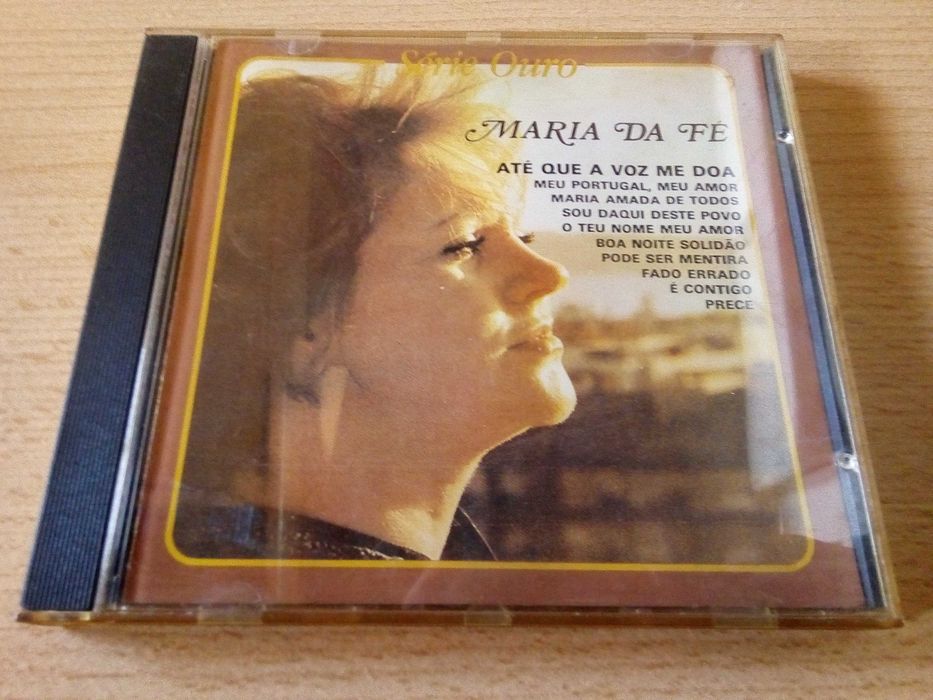 Série Ouro
MARIA DA FÉ
ATÉ QUE A VOZ ME DOA
MEU PORTUGAL, MEU AMOR
MARIA AMADA DE TODOS
SOU DAQUI DESTE POVO
O TEU NOME MEU AMOR
BOA NOITE SOLIDÃO
PODE SER MENTIRA
FADO ERRADO
É CONTIGO
PRECE